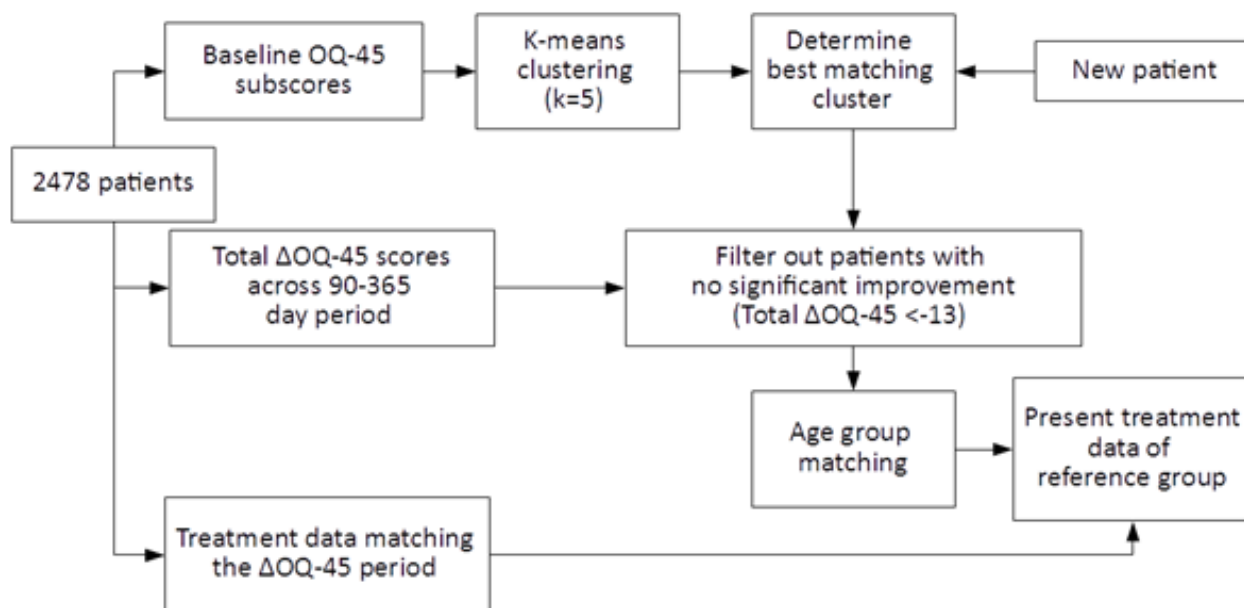 Baseline OQ-45
subscores
K-means
clustering
(k=5)
Determine
best matching
cluster
New patient
2478 patients
Total ΔOQ-45 scores
across 90-365
day period
Filter out patients with
no significant improvement
(Total ΔOQ-45 <-13)
Age group
matching
Present treatment
data of
reference group
Treatment data matching
the ΔOQ-45 period